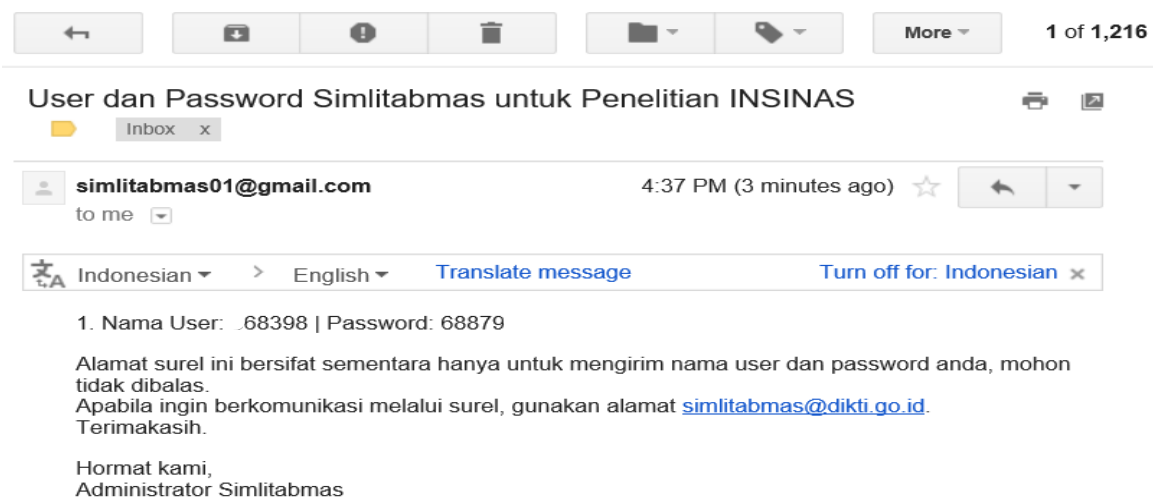 More 1 of 1,216
User dan Password Simlitabmas untuk Penelitian INSINAS
Inbox x
simlitabmas01@gmail.com 4:37 PM (3 minutes ago)
to me
Indonesian > English Translate message Turn off for: Indonesian x
1. Nama User: 68398 | Password: 68879
Alamat surel ini bersifat sementara hanya untuk mengirim nama user dan password anda, mohon
tidak dibalas.
Apabila ingin berkomunikasi melalui surel, gunakan alamat simlitabmas@dikti.go.id.
Terimakasih.
Hormat kami,
Administrator Simlitabmas